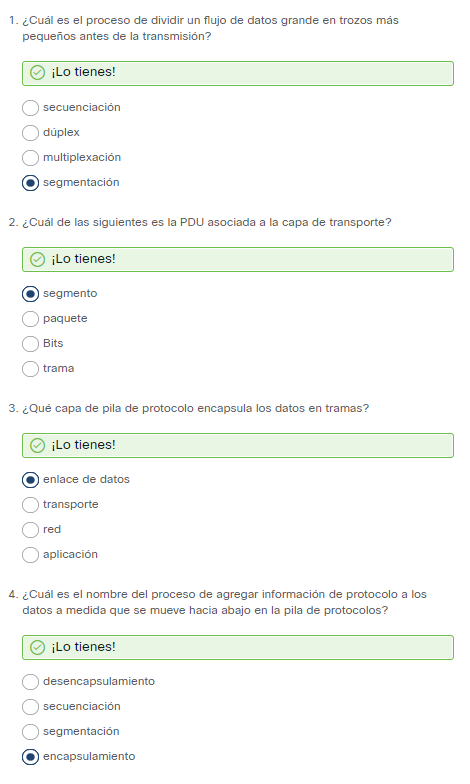 1. ¿Cuál es el proceso de dividir un flujo de datos grande en trozos más
pequeños antes de la transmisión?
¡Lo tienes!
secuenciación
dúplex
multiplexación
segmentación
2. ¿Cuál de las siguientes es la PDU asociada a la capa de transporte?
¡Lo tienes!
segmento
paquete
Bits
trama
3. ¿Qué capa de pila de protocolo encapsula los datos en tramas?
¡Lo tienes!
enlace de datos
transporte
red
aplicación
4. ¿Cuál es el nombre del proceso de agregar información de protocolo a los
datos a medida que se mueve hacia abajo en la pila de protocolos?
¡Lo tienes!
desencapsulamiento
secuenciación
segmentación
encapsulamiento